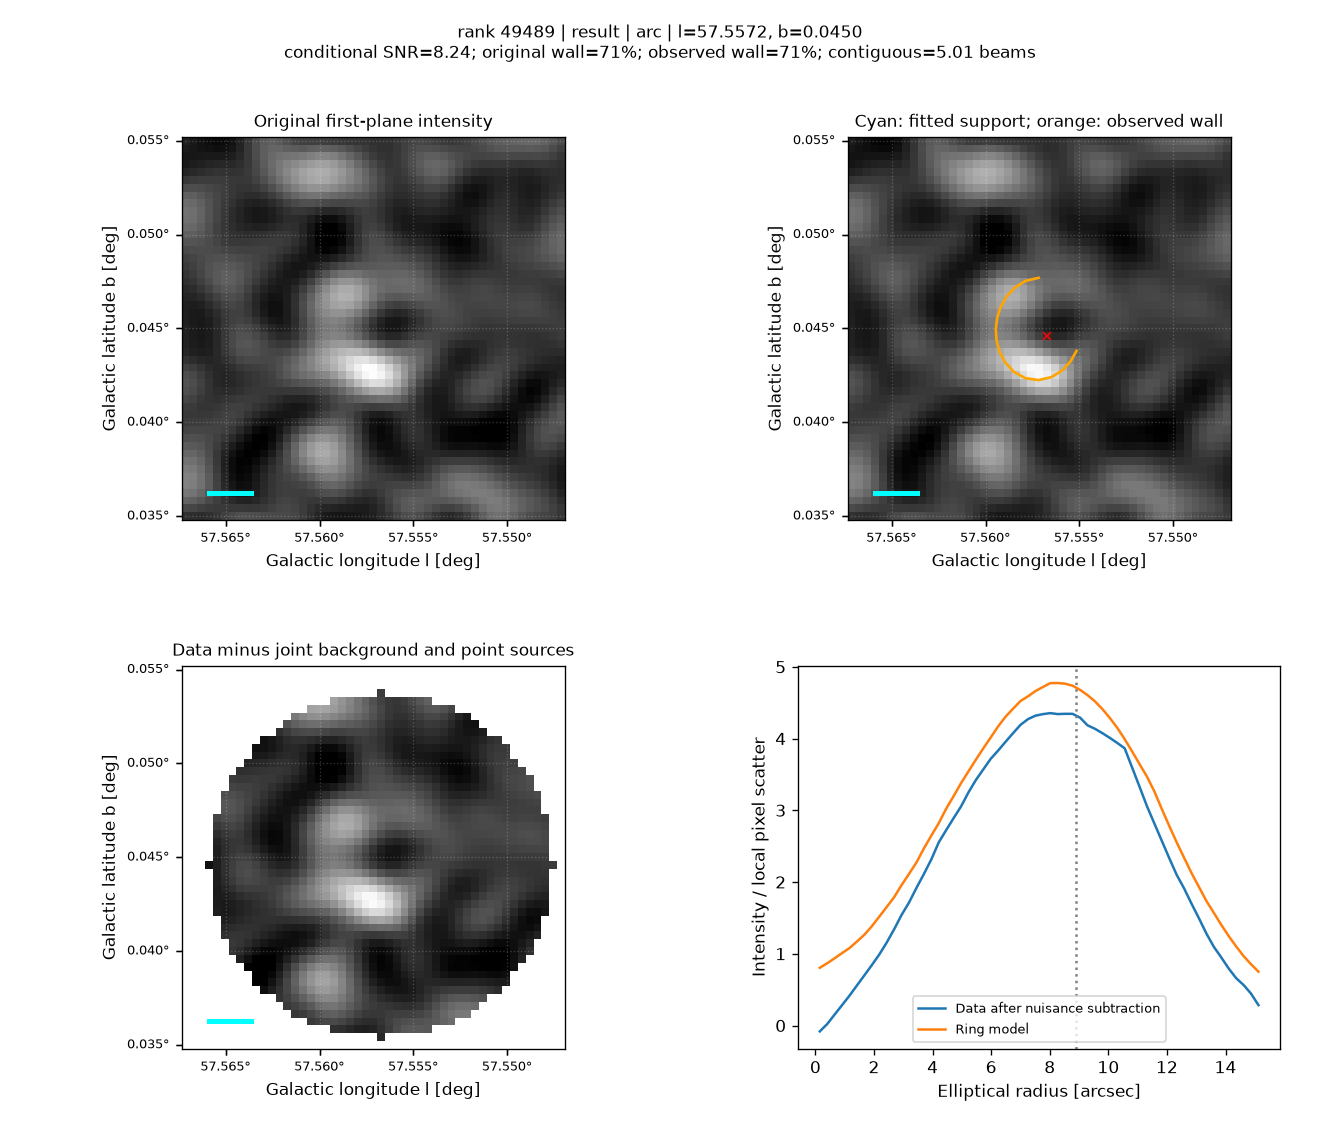 rank 49489 | result | arc | l=57.5572, b=0.0450
conditional SNR=8.24; original wall=71%; observed wall=71%; contiguous=5.01 beams
Original first-plane intensity
0.055°
0.050°
0.045°
0.040°
0.035°
57.565°
57.560°
57.555°
57.550°
Galactic longitude l [deg]
Galactic latitude b [deg]
Cyan: fitted support; orange: observed wall
0.055°
0.050°
0.045°
0.040°
0.035°
57.565°
57.560°
57.555°
57.550°
Galactic longitude l [deg]
Galactic latitude b [deg]
Data minus joint background and point sources
0.055°
0.050°
0.045°
0.040°
0.035°
57.565°
57.560°
57.555°
57.550°
Galactic longitude l [deg]
Galactic latitude b [deg]
5
4
3
2
1
0
0
2
4
6
8
10
12
14
Elliptical radius [arcsec]
Intensity / local pixel scatter
Data after nuisance subtraction
Ring model